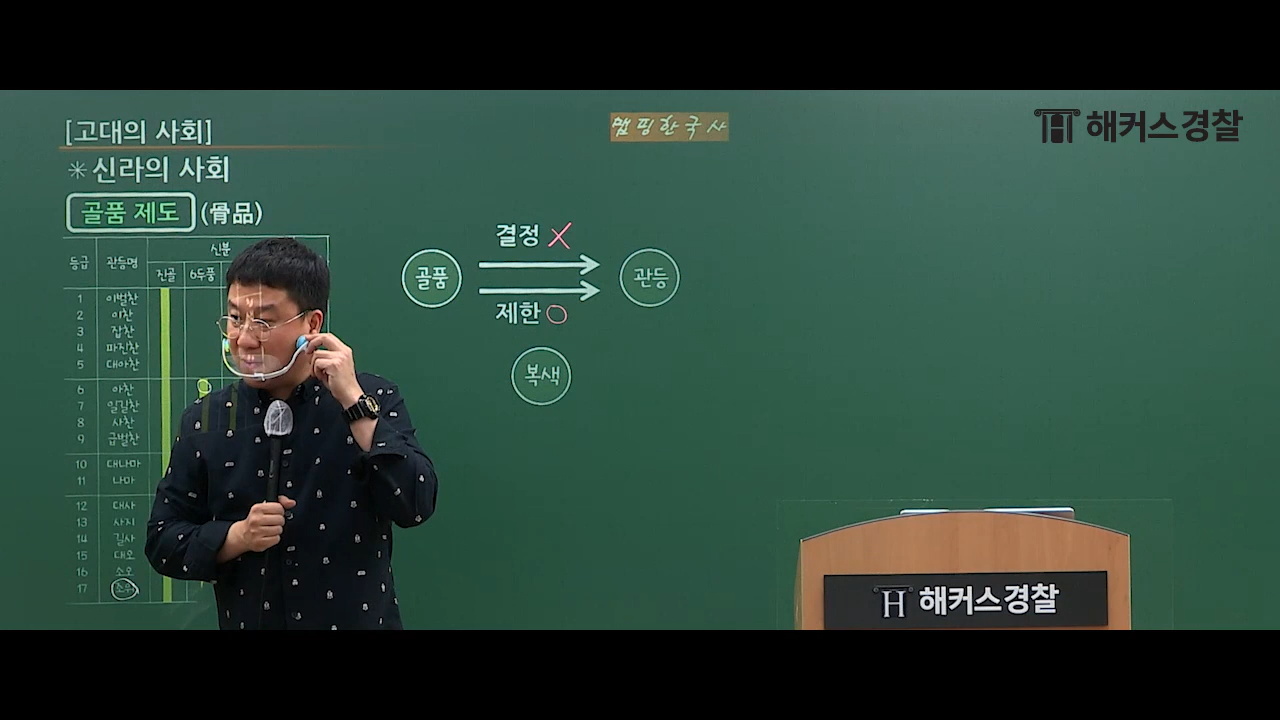 [고대의 사회]
맵핑한국사
해커스경찰
*신라의 사회
골품 제도 (骨品)
등급 관등명 신분
진골 6두품
1 이벌찬
2 이찬
3 잡찬
4 파진찬
5 대아찬
6 아찬
7 일길찬
8 사찬
9 급벌찬
10 대나마
11 나마
12 대사
13 사지
14 길사
15 대오
16 소오
17 조위
결정 X
골품
관등
제한 O
복색
해커스경찰